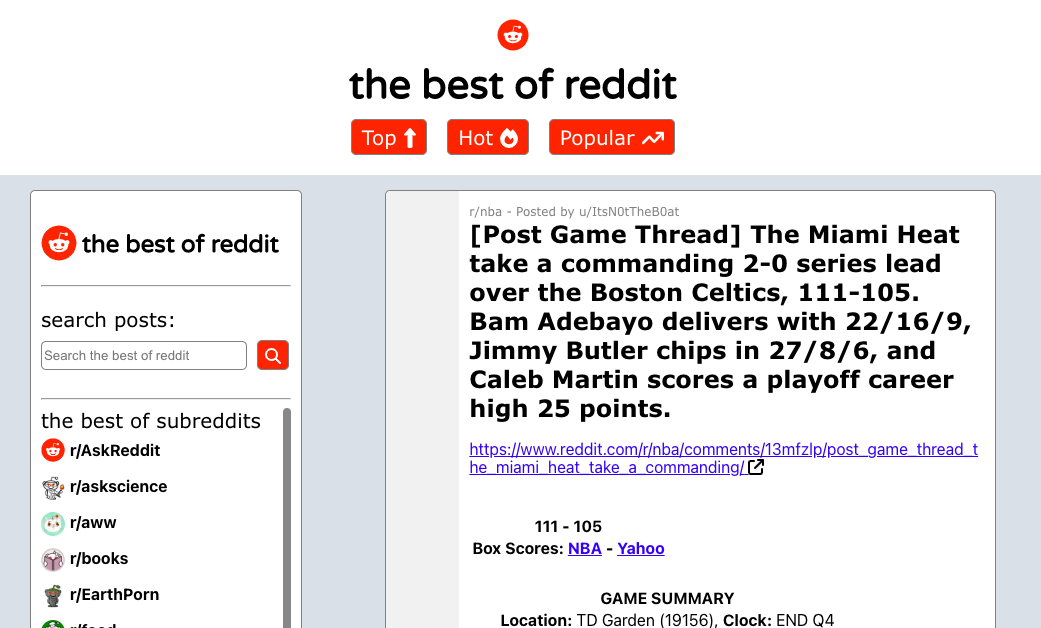 the best of reddit
Top
Hot
Popular
the best of reddit
search posts:
Search the best of reddit
the best of subreddits
r/AskReddit
r/askscience
r/aww
r/books
r/EarthPorn
r/food
r/nba - Posted by u/ItsN0tTheB0at
[Post Game Thread] The Miami Heat
take a commanding 2-0 series lead
over the Boston Celtics, 111-105.
Bam Adebayo delivers with 22/16/9,
Jimmy Butler chips in 27/8/6, and
Caleb Martin scores a playoff career
high 25 points.
https://www.reddit.com/r/nba/comments/13mfzlp/post_game_thread_t
he_miami_heat_take_a_commanding/
111 - 105
Box Scores: NBA - Yahoo
GAME SUMMARY
Location: TD Garden (19156), Clock: END Q4